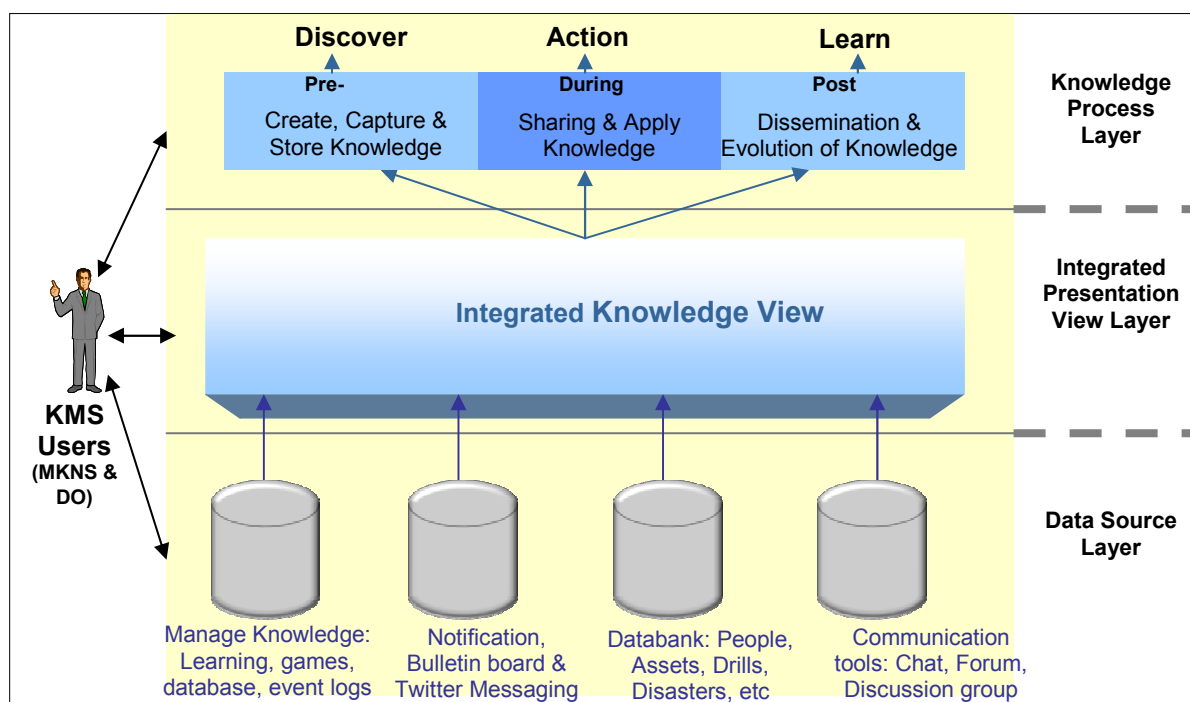 Discover
Action
Learn
Pre-
During
Post
Create, Capture &
Store Knowledge
Sharing & Apply
Knowledge
Dissemination &
Evolution of Knowledge
Knowledge
Process
Layer
Integrated Knowledge View
Integrated
Presentation
View Layer
KMS
Users
(MKNS &
DO)
Data Source
Layer
Manage Knowledge:
Learning, games,
database, event logs
Notification,
Bulletin board &
Twitter Messaging
Databank: People,
Assets, Drills,
Disasters, etc
Communication
tools: Chat, Forum,
Discussion group